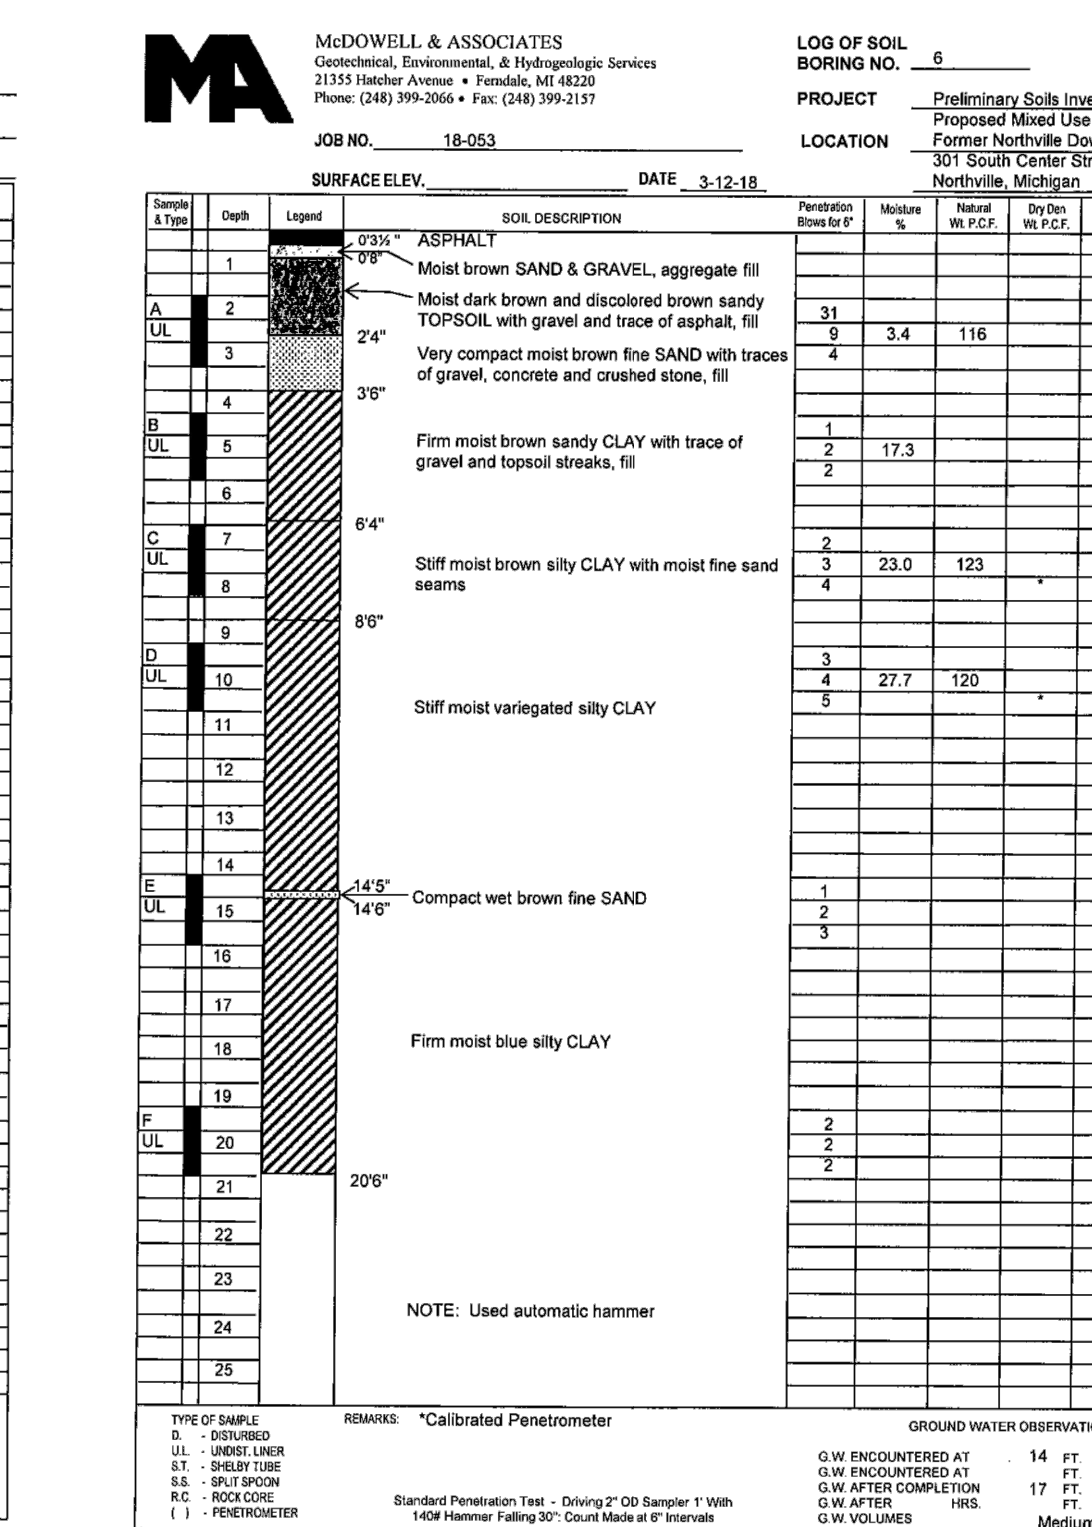 MA
McDOWELL & ASSOCIATES
Geotechnical, Environmental, & Hydrogeologic Services
21355 Hatcher Avenue • Ferndale, MI 48220
Phone: (248) 399-2066 • Fax: (248) 399-2157
JOB NO. 18-053
LOG OF SOIL
BORING NO. 6
PROJECT Preliminary Soils Inve
Proposed Mixed Use
LOCATION Former Northville Dow
301 South Center Str
Northville, Michigan
SURFACE ELEV. DATE 3-12-18
Sample & Type Depth Legend SOIL DESCRIPTION Penetration Blows for 6" Moisture % Natural Wt. P.C.F. Dry Den Wt. P.C.F.
0'3½" ASPHALT
0'8"
1 Moist brown SAND & GRAVEL, aggregate fill
Moist dark brown and discolored brown sandy
A 2 TOPSOIL with gravel and trace of asphalt, fill 31
UL 2'4" 9 3.4 116
3 Very compact moist brown fine SAND with traces 4
of gravel, concrete and crushed stone, fill
4 3'6"
B 1
UL 5 Firm moist brown sandy CLAY with trace of 2 17.3
gravel and topsoil streaks, fill 2
6
6'4"
C 7 2
UL Stiff moist brown silty CLAY with moist fine sand 3 23.0 123
8 seams 4 *
8'6"
9
D 3
UL 10 4 27.7 120
Stiff moist variegated silty CLAY 5 *
11
12
13
14
E 14'5" 1
UL 15 14'6" Compact wet brown fine SAND 2
3
16
17
18 Firm moist blue silty CLAY
19
F 2
UL 20 2
2
21 20'6"
22
23
NOTE: Used automatic hammer
24
25
TYPE OF SAMPLE
D. - DISTURBED
U.L. - UNDIST. LINER
S.T. - SHELBY TUBE
S.S. - SPLIT SPOON
R.C. - ROCK CORE
( ) - PENETROMETER
REMARKS: *Calibrated Penetrometer
Standard Penetration Test - Driving 2" OD Sampler 1' With
140# Hammer Falling 30": Count Made at 6" Intervals
GROUND WATER OBSERVATI
G.W. ENCOUNTERED AT 14 FT.
G.W. ENCOUNTERED AT FT.
G.W. AFTER COMPLETION 17 FT.
G.W. AFTER HRS. FT.
G.W. VOLUMES Medium